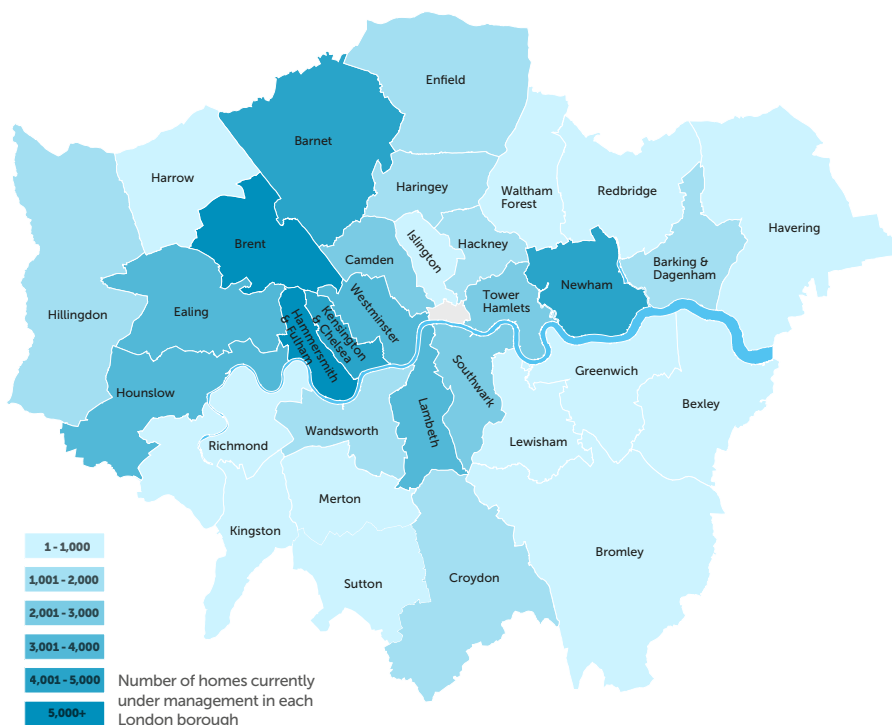 Enfield
Barnet
Harrow
Haringey
Waltham
Forest
Redbridge
Havering
Brent
Camden
Islington
Hackney
Barking &
Dagenham
Hillingdon
Ealing
Hammersmith
& Fulham
Kensington
& Chelsea
Westminster
Tower
Hamlets
Newham
Hounslow
Richmond
Wandsworth
Lambeth
Southwark
Greenwich
Lewisham
Bexley
Merton
Kingston
Sutton
Croydon
Bromley
1 - 1,000
1,001 - 2,000
2,001 - 3,000
3,001 - 4,000
4,001 - 5,000
5,000+
Number of homes currently
under management in each
London borough